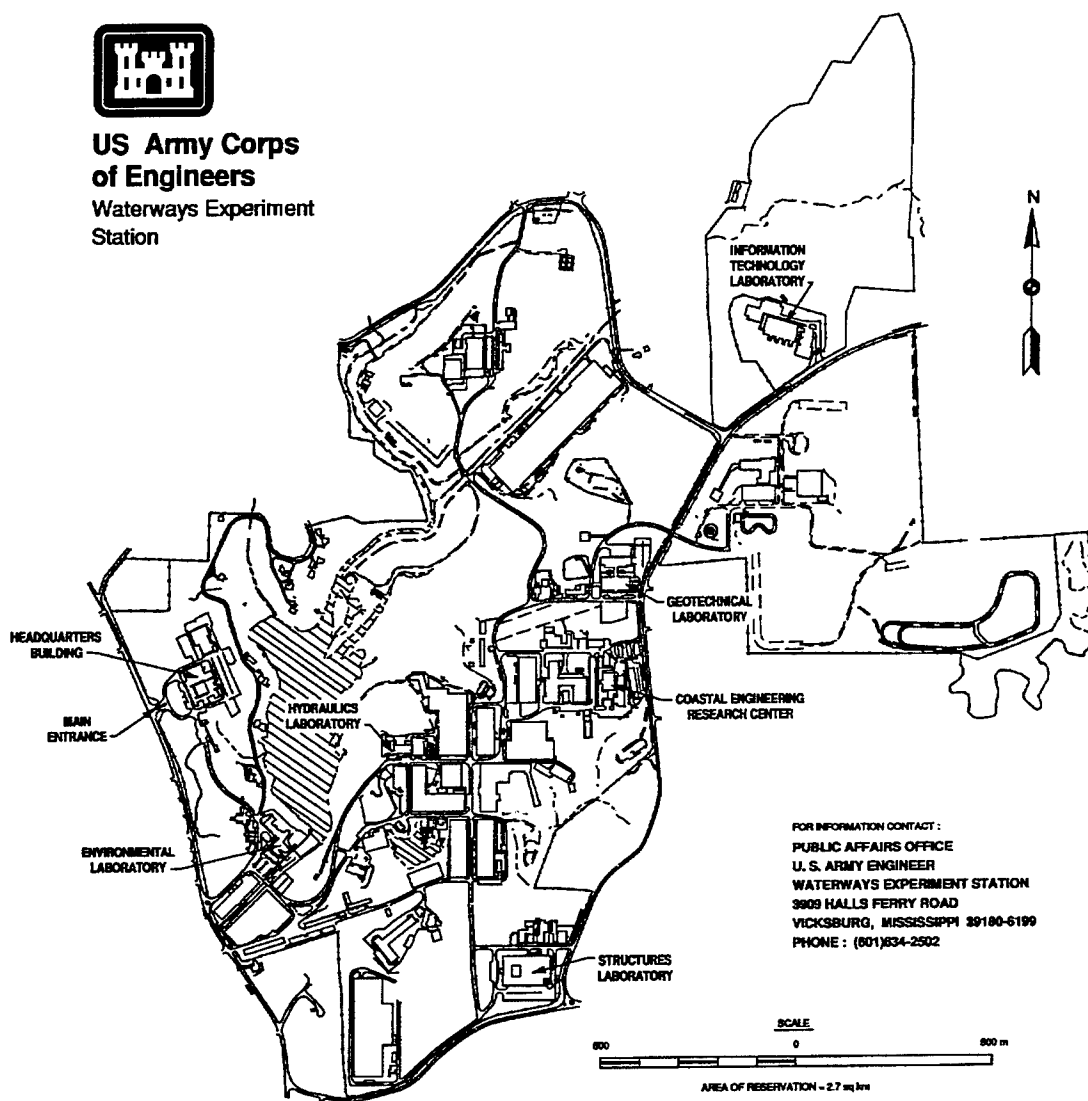 US Army Corps
of Engineers
Waterways Experiment
Station
N
INFORMATION
TECHNOLOGY
LABORATORY
GEOTECHNICAL
LABORATORY
HEADQUARTERS
BUILDING
MAIN
ENTRANCE
HYDRAULICS
LABORATORY
COASTAL ENGINEERING
RESEARCH CENTER
ENVIRONMENTAL
LABORATORY
STRUCTURES
LABORATORY
FOR INFORMATION CONTACT :
PUBLIC AFFAIRS OFFICE
U. S. ARMY ENGINEER
WATERWAYS EXPERIMENT STATION
3909 HALLS FERRY ROAD
VICKSBURG, MISSISSIPPI 39180-6199
PHONE : (601)634-2502
SCALE
0
AREA OF RESERVATION = 2.7 sq km